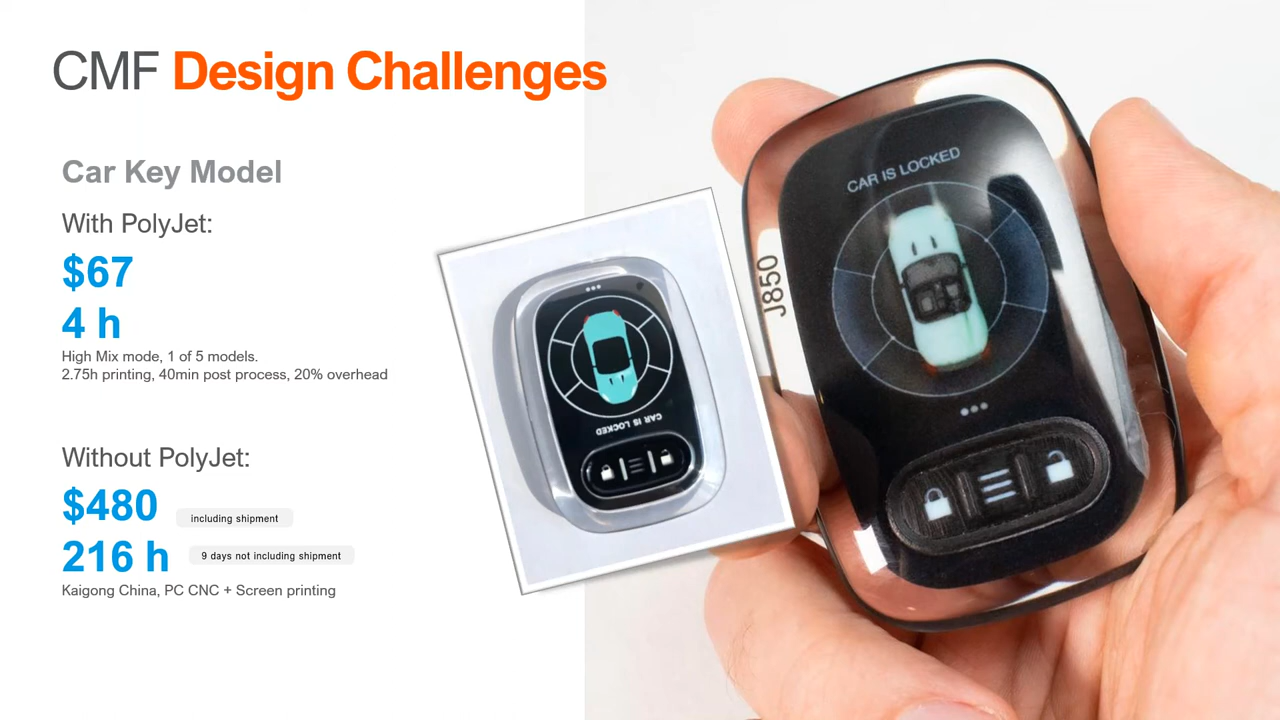 CMF Design Challenges
Car Key Model
With PolyJet:
$67
4 h
High Mix mode, 1 of 5 models.
2.75h printing, 40min post process, 20% overhead
Without PolyJet:
$480 including shipment
216 h 9 days not including shipment
Kaigong China, PC CNC + Screen printing
CAR IS LOCKED
CAR IS LOCKED
J850